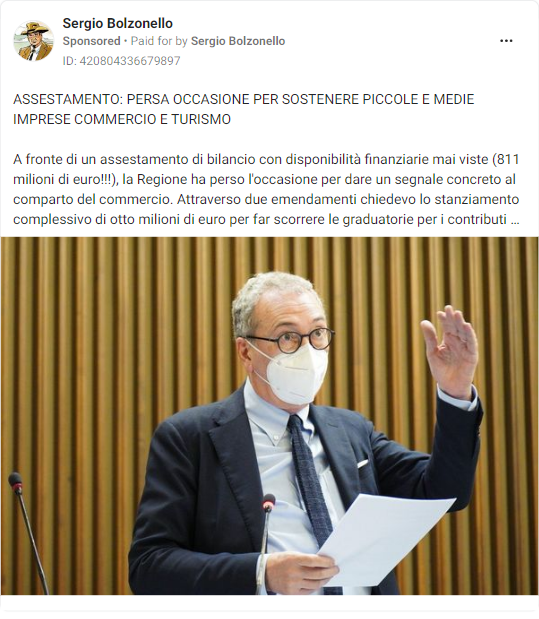 Sergio Bolzonello
Sponsored • Paid for by Sergio Bolzonello
ID: 420804336679897
ASSESTAMENTO: PERSA OCCASIONE PER SOSTENERE PICCOLE E MEDIE
IMPRESE COMMERCIO E TURISMO
A fronte di un assestamento di bilancio con disponibilità finanziarie mai viste (811
milioni di euro!!!), la Regione ha perso l'occasione per dare un segnale concreto al
comparto del commercio. Attraverso due emendamenti chiedevo lo stanziamento
complessivo di otto milioni di euro per far scorrere le graduatorie per i contributi ...